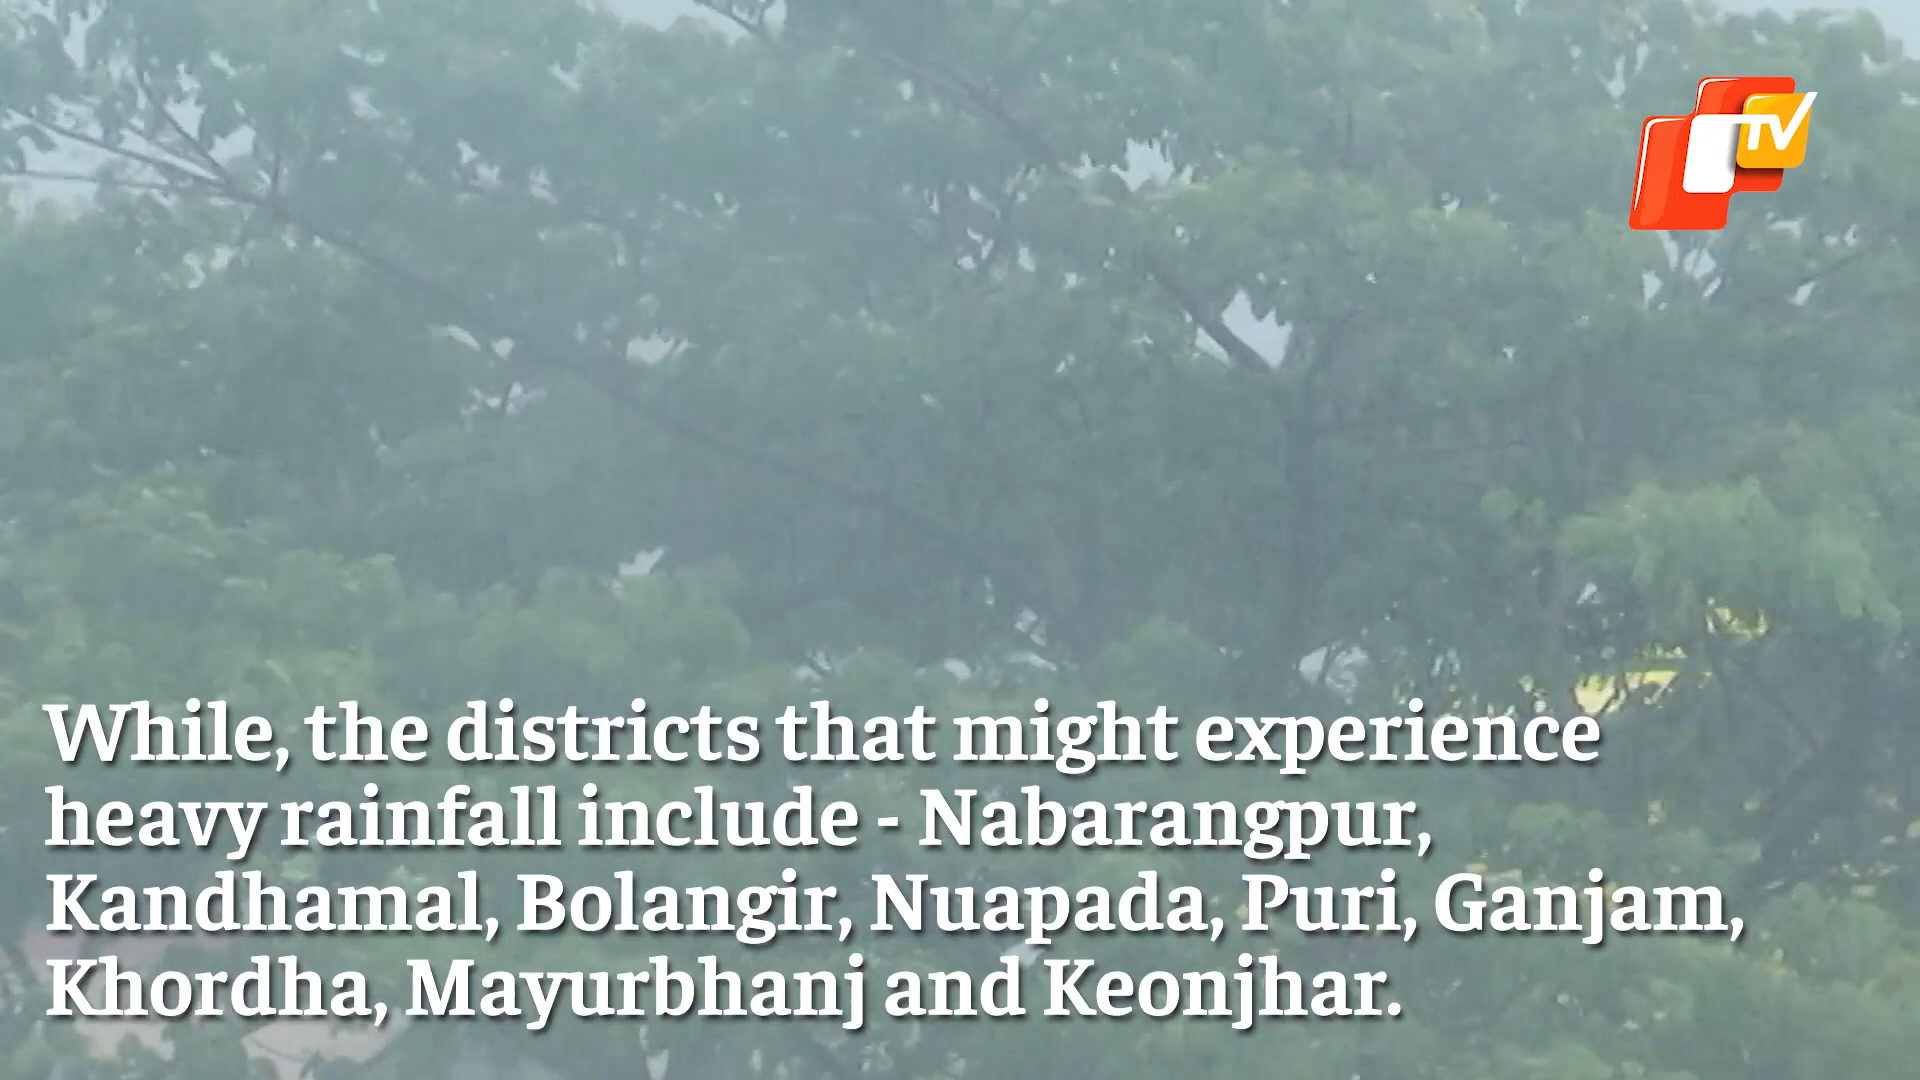 TV
While, the districts that might experience
heavy rainfall include - Nabarangpur,
Kandhamal, Bolangir, Nuapada, Puri, Ganjam,
Khordha, Mayurbhanj and Keonjhar.